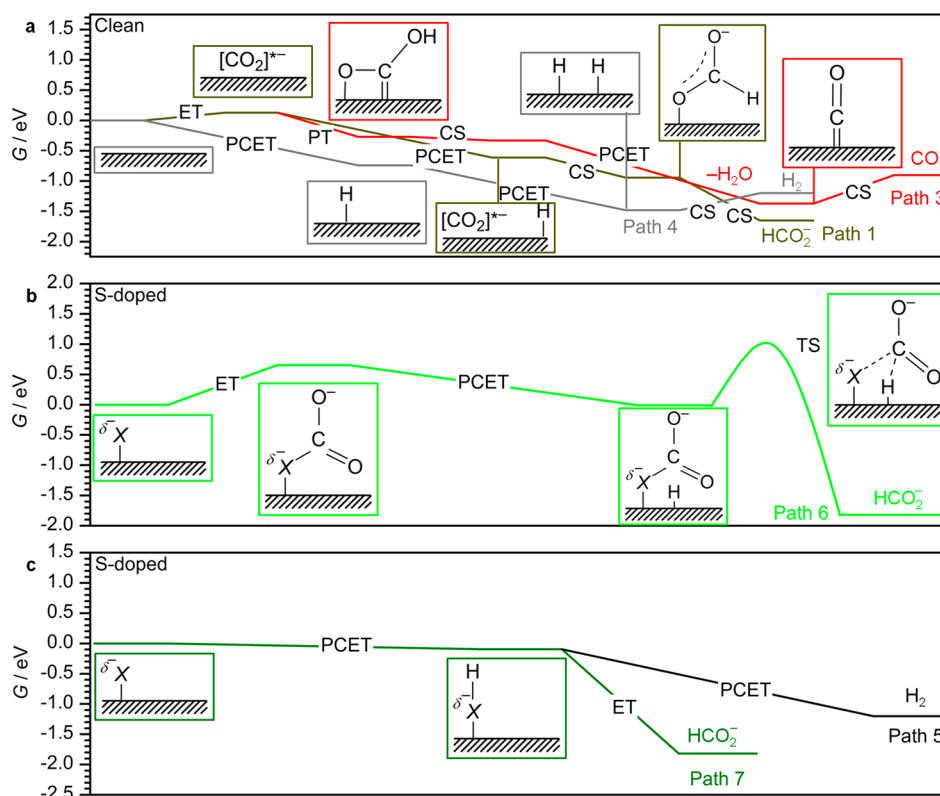 a Clean
G / eV
1.5
1.0
0.5
0.0
-0.5
-1.0
-1.5
-2.0
[CO₂]*−
O C OH
H H
O− C O H
O C
ET
PT
CS
PCET
PCET
PCET
PCET
CS
−H₂O
H₂
CO
CS
Path 3
H
[CO₂]*− H
Path 4
CS
CS
HCO₂− Path 1
b S-doped
G / eV
2.0
1.5
1.0
0.5
0.0
-0.5
-1.0
-1.5
-2.0
ET
PCET
TS
δ− X
O− C δ− X O
O− C δ− X O H
O− C δ− X O H
Path 6
HCO₂−
c S-doped
G / eV
1.5
1.0
0.5
0.0
-0.5
-1.0
-1.5
-2.0
-2.5
PCET
δ− X
H δ− X
PCET
ET
H₂
Path 5
HCO₂−
Path 7